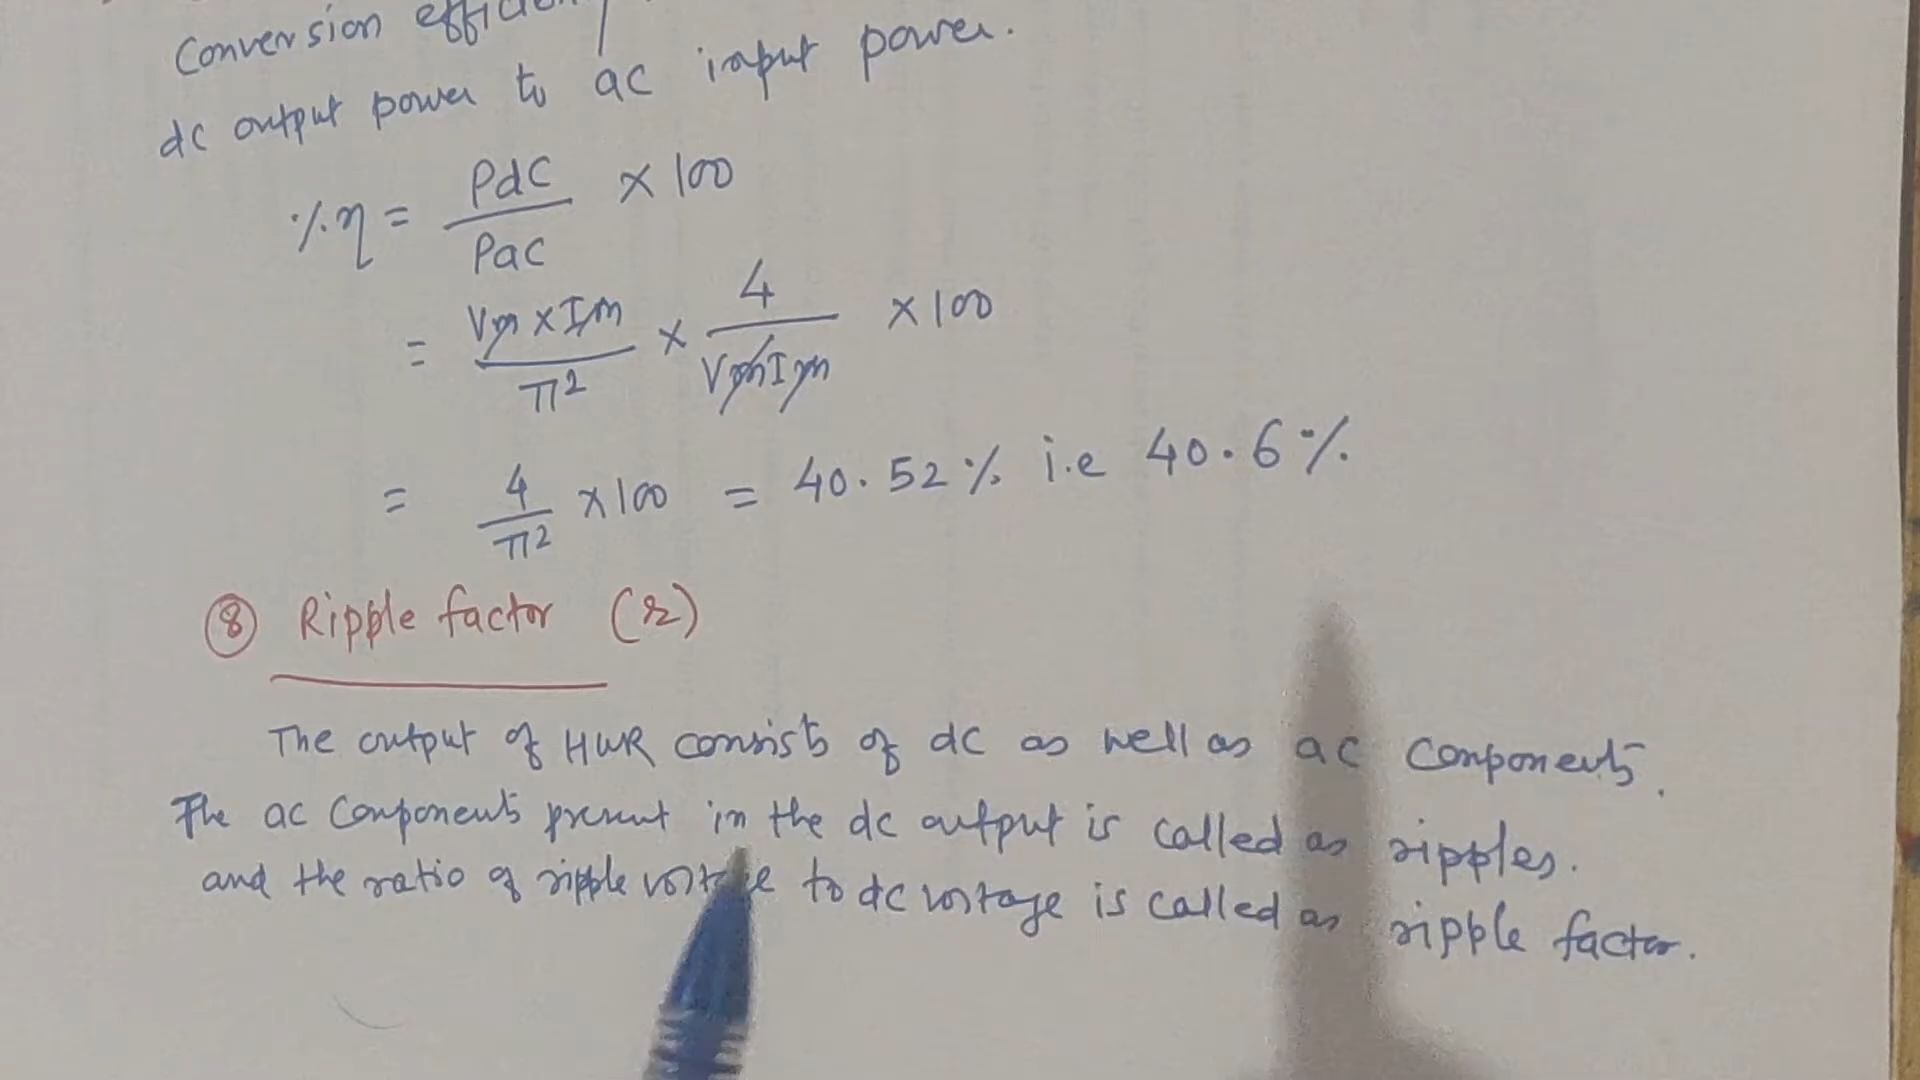 Conversion efficiency
dc output power to ac input power.
%η = Pdc / Pac × 100
= Vm × Im / π² × 4 / VmIm × 100
= 4 / π² × 100 = 40.52% i.e 40.6%
⑧ Ripple factor (r)
The output of HWR consists of dc as well as ac components.
The ac components present in the dc output is called as ripples.
and the ratio of ripple voltage to dc voltage is called as ripple factor.